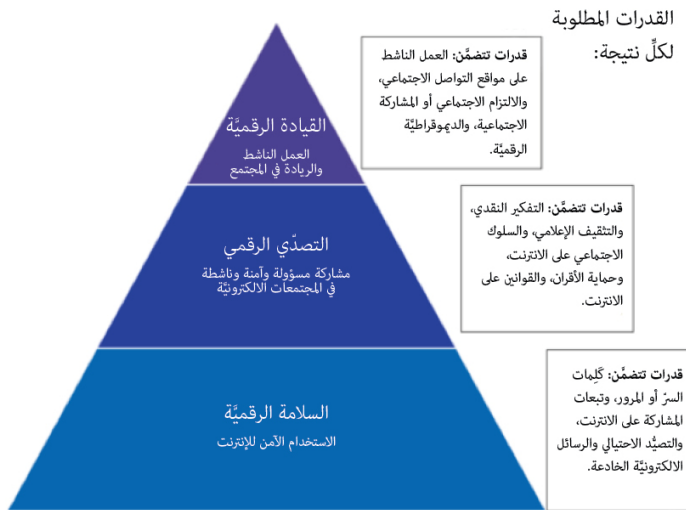 القدرات المطلوبة
لكلِّ نتيجة:
القيادة الرقميَّة
العمل الناشط
والريادة في المجتمع
قدرات تتضمَّن: العمل الناشط
على مواقع التواصل الاجتماعي،
والالتزام الاجتماعي أو المشاركة
الاجتماعية، والديموقراطيَّة
الرقميَّة.
التصدّي الرقمي
مشاركة مسؤولة وآمنة وناشطة
في المجتمعات الالكترونيَّة
قدرات تتضمَّن: التفكير النقدي،
والتثقيف الإعلامي، والسلوك
الاجتماعي على الانترنت،
وحماية الأقران، والقوانين على
الانترنت.
السلامة الرقميَّة
الاستخدام الآمن للإنترنت
قدرات تتضمَّن: كَلِمات
السرّ أو المرور، وتبعات
المشاركة على الانترنت،
والتصيُّد الاحتيالي والرسائل
الالكترونيَّة الخادعة.